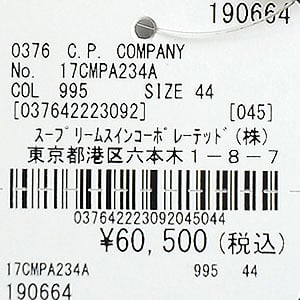 190664
0376 C.P. COMPANY
No. 17CMPA234A
COL 995 SIZE 44
[037642223092] [045]
ｽｰﾌﾟﾘｰﾑｽｲﾝｺｰﾎﾟﾚｰﾃｯﾄﾞ(株)
東京都港区六本木1-8-7
037642223092045044
¥60,500(税込)
17CMPA234A 995 44
190664